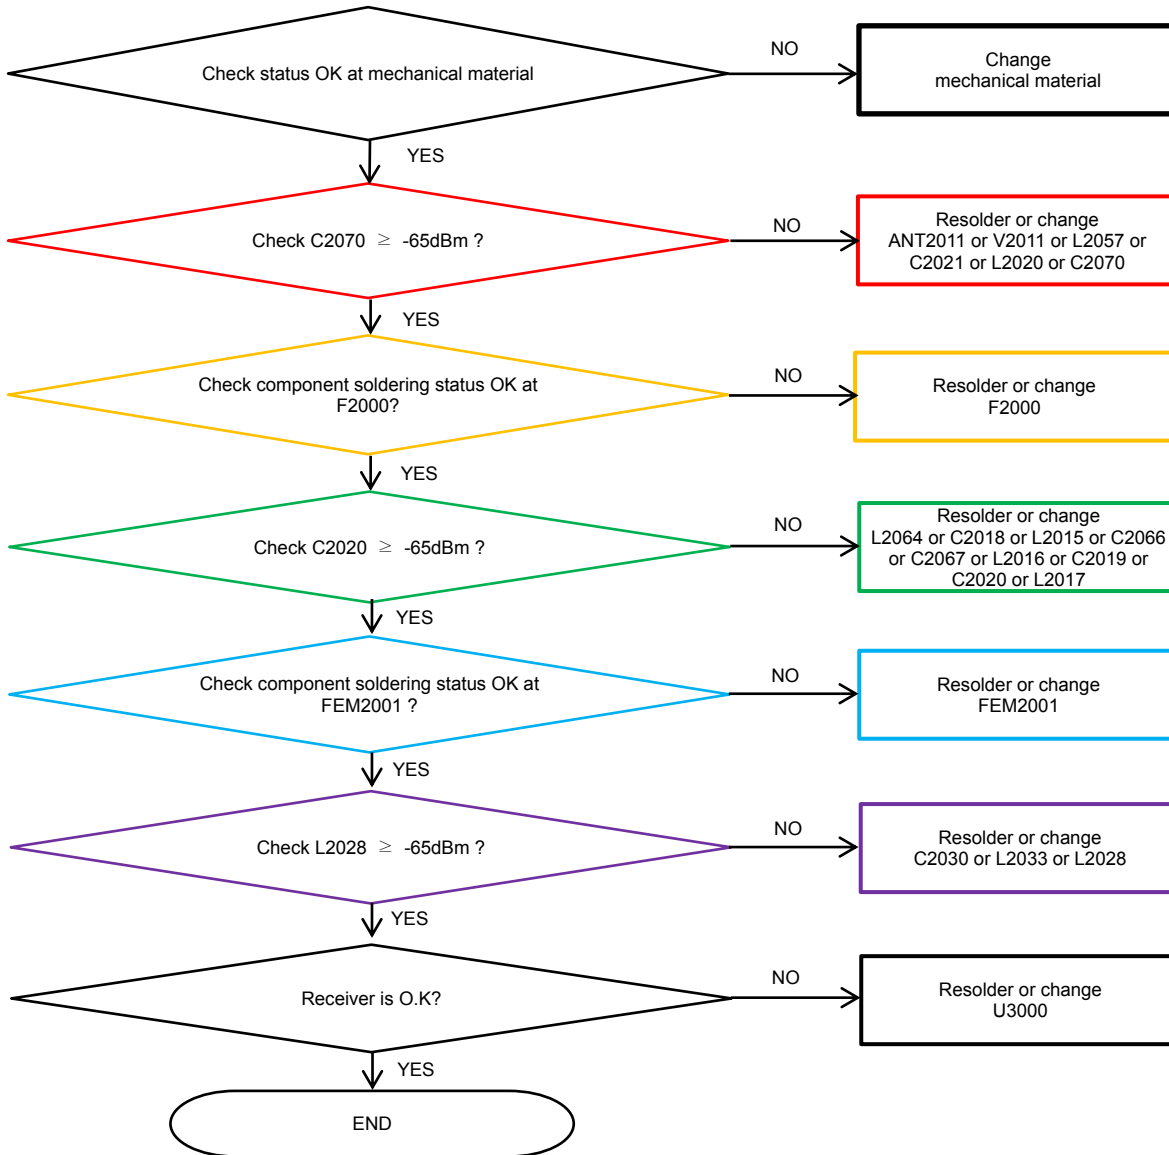 Check status OK at mechanical material
NO
Change
mechanical material
YES
Check C2070 ≥ -65dBm ?
NO
Resolder or change
ANT2011 or V2011 or L2057 or
C2021 or L2020 or C2070
YES
Check component soldering status OK at
F2000?
NO
Resolder or change
F2000
YES
Check C2020 ≥ -65dBm ?
NO
Resolder or change
L2064 or C2018 or L2015 or C2066
or C2067 or L2016 or C2019 or
C2020 or L2017
YES
Check component soldering status OK at
FEM2001 ?
NO
Resolder or change
FEM2001
YES
Check L2028 ≥ -65dBm ?
NO
Resolder or change
C2030 or L2033 or L2028
YES
Receiver is O.K?
NO
Resolder or change
U3000
YES
END